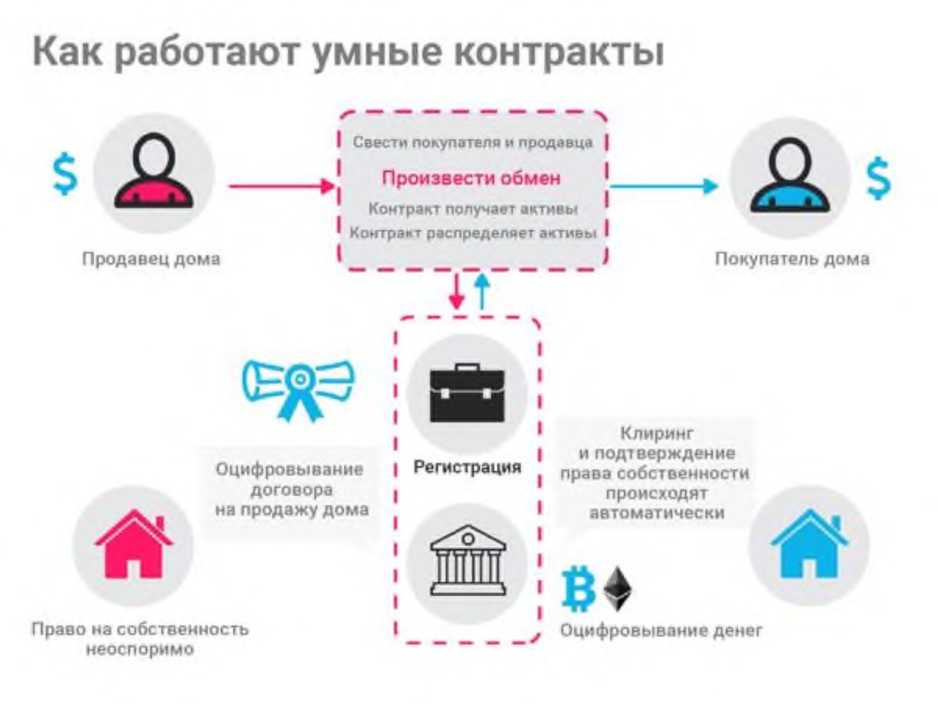 Как работают умные контракты
Свести покупателя и продавца
Произвести обмен
Контракт получает активы
Контракт распределяет активы
$
$
Продавец дома
Покупатель дома
Оцифровывание
договора
на продажу дома
Регистрация
Клиринг
и подтверждение
права собственности
происходят
автоматически
Право на собственность
неоспоримо
Оцифровывание денег